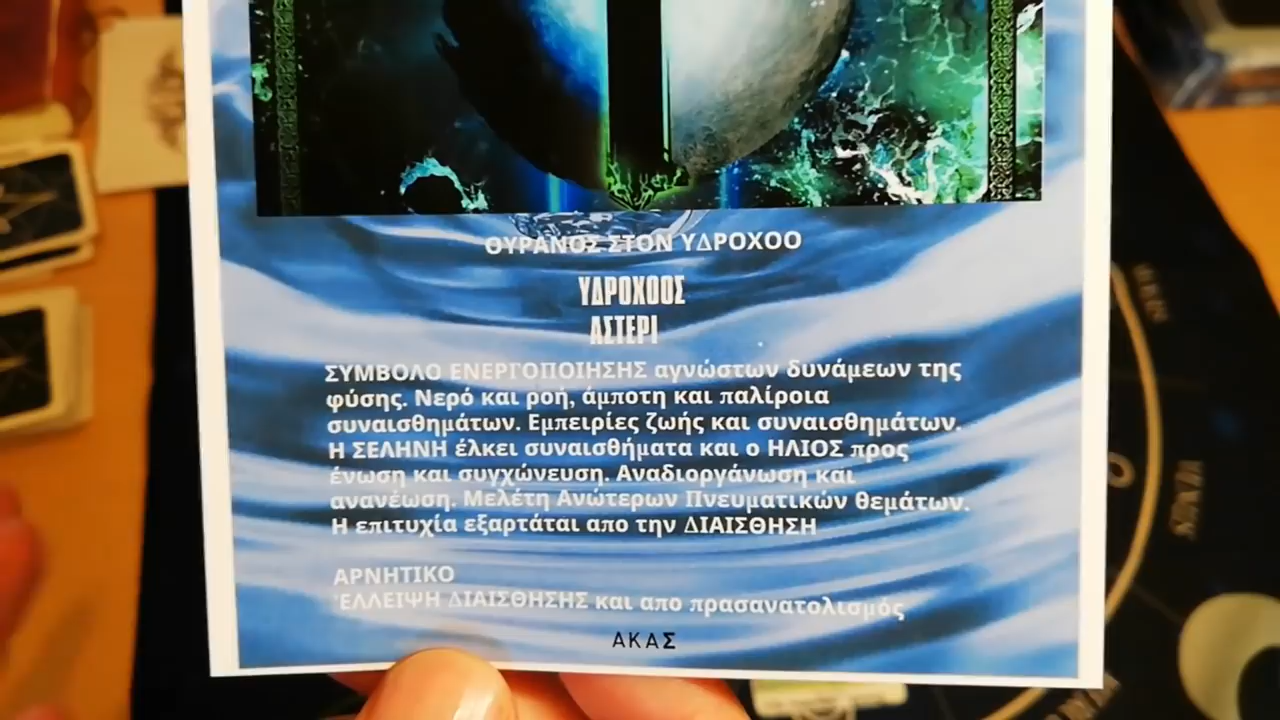 ΟΥΡΑΝΟΣ ΣΤΟΝ ΥΔΡΟΧΟΟ
ΥΔΡΟΧΟΟΣ
ΑΣΤΕΡΙ
ΣΥΜΒΟΛΟ ΕΝΕΡΓΟΠΟΙΗΣΗΣ αγνώστων δυνάμεων της
φύσης. Νερό και ροή, άμποτη και παλίροια
συναισθημάτων. Εμπειρίες ζωής και συναισθημάτων.
Η ΣΕΛΗΝΗ έλκει συναισθήματα και ο ΗΛΙΟΣ προς
ένωση και συγχώνευση. Αναδιοργάνωση και
ανανέωση. Μελέτη Ανώτερων Πνευματικών θεμάτων.
Η επιτυχία εξαρτάται απο την ΔΙΑΙΣΘΗΣΗ
ΑΡΝΗΤΙΚΟ
'ΕΛΛΕΙΨΗ ΔΙΑΙΣΘΗΣΗΣ και απο πρασανατολισμός
ΑΚΑΣ